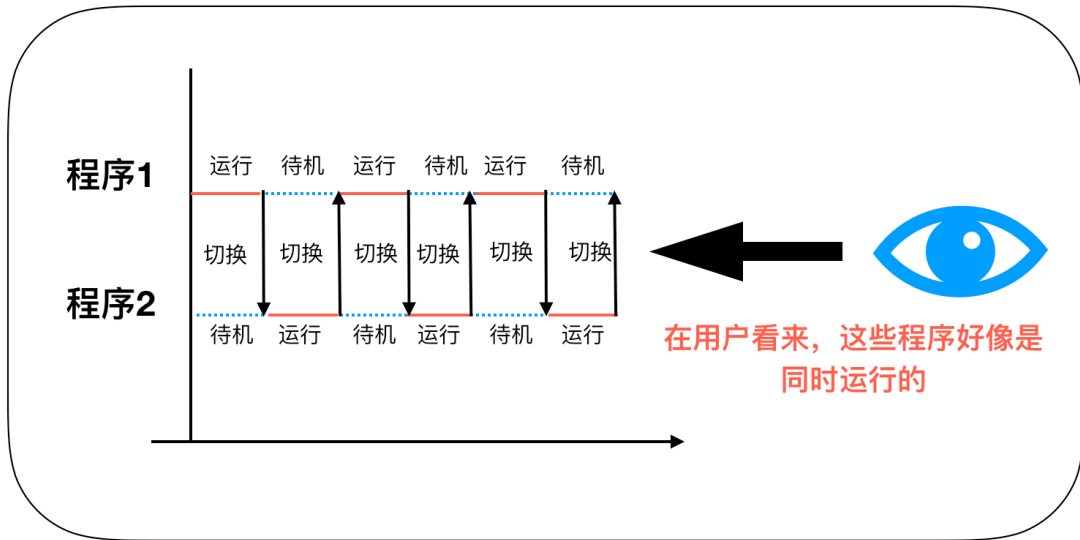 程序1
运行 待机 运行 待机 运行 待机
切换 切换 切换 切换 切换 切换
程序2
待机 运行 待机 运行 待机 运行
在用户看来，这些程序好像是
同时运行的